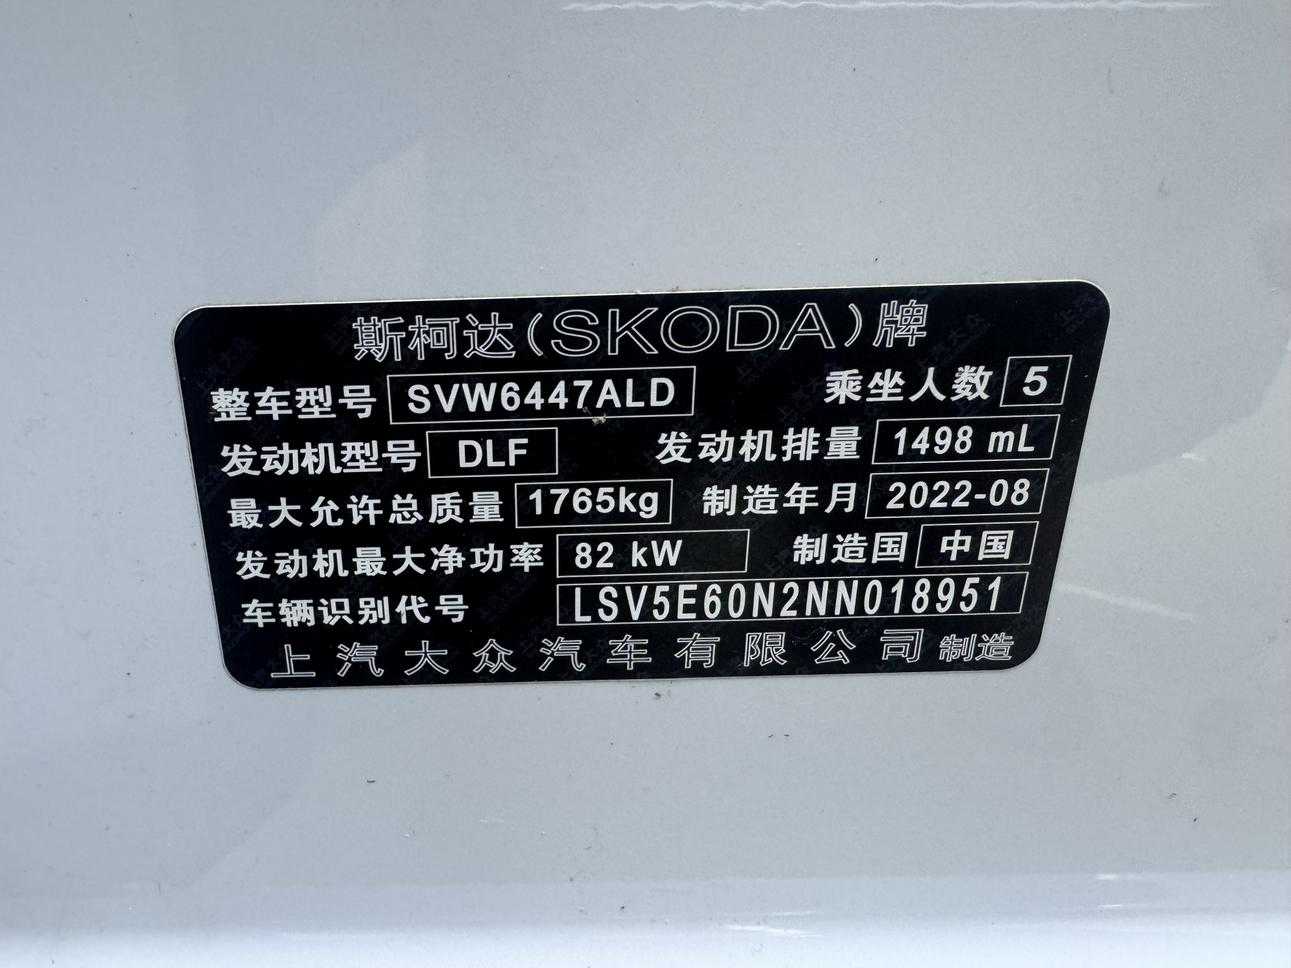 斯柯达(SKODA)牌
整车型号 SVW6447ALD 乘坐人数 5
发动机型号 DLF 发动机排量 1498 mL
最大允许总质量 1765kg 制造年月 2022-08
发动机最大净功率 82 kW 制造国 中国
车辆识别代号 LSV5E60N2NN018951
上汽大众汽车有限公司 制造